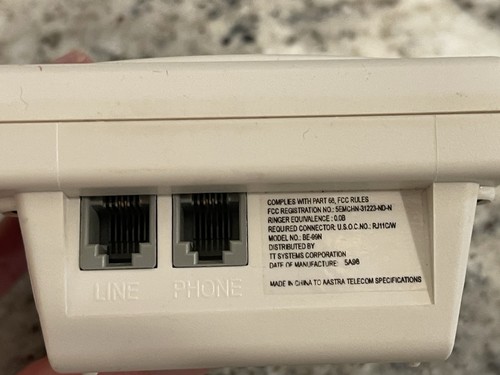 COMPLIES WITH PART 68, FCC RULES
FCC REGISTRATION NO.: 5EMCHN-31223-ND-N
RINGER EQUIVALENCE : 0.0B
REQUIRED CONNECTOR: U.S.O.C.NO.: RJ11C/W
MODEL NO.: BE-99N
DISTRIBUTED BY
TT SYSTEMS CORPORATION
DATE OF MANUFACTURE: 5A98
MADE IN CHINA TO AASTRA TELECOM SPECIFICATIONS
LINE PHONE